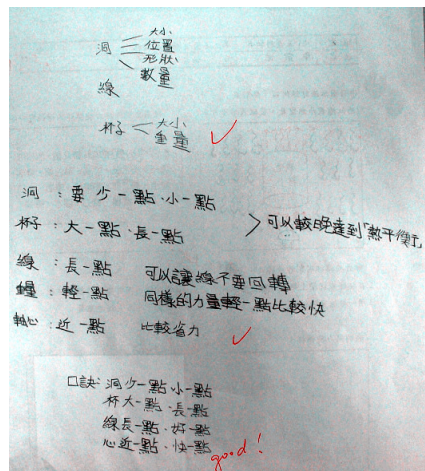 洞 大小
位置
形狀
數量
線
杯子 大小
重量
洞：要少一點、小一點
杯子：大一點、長一點 > 可以較晚達到「熱平衡」
線：長一點 可以讓線不要回轉
量：輕一點 同樣的力量輕一點比較快
軸心：近一點 比較省力
口訣：洞少一點、小一點
杯大一點、長一點
線長一點、好一點
心近一點、快一點
good!